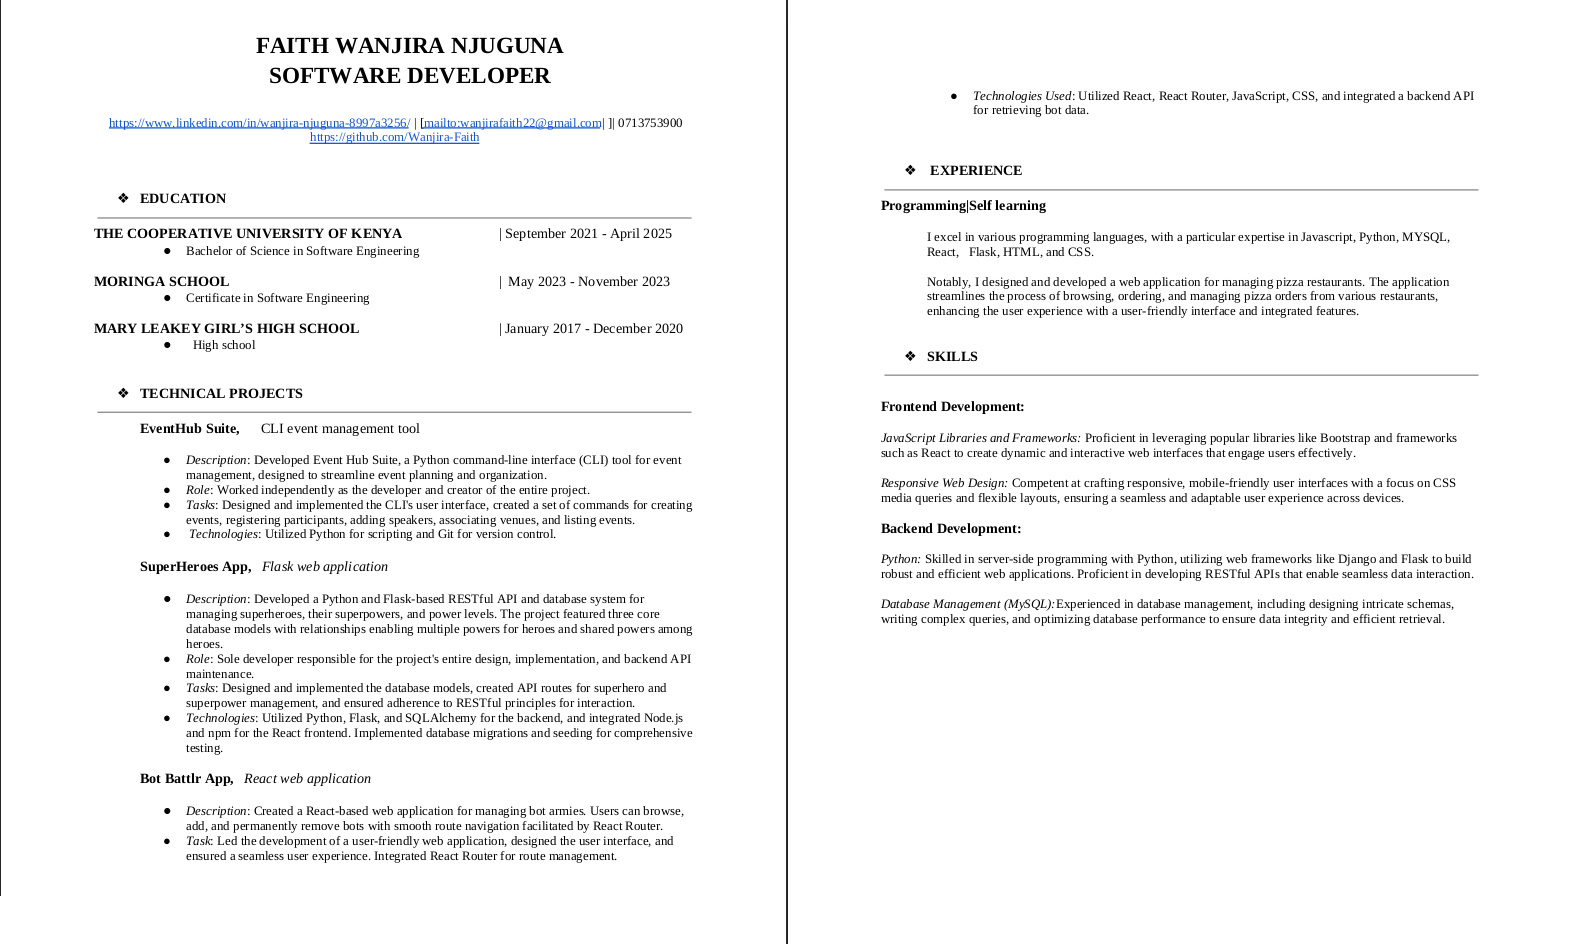 FAITH WANJIRA NJUGUNA
SOFTWARE DEVELOPER
https://www.linkedin.com/in/wanjira-njuguna-8997a3256/ | [mailto:wanjirafaith22@gmail.com| ]| 0713753900
https://github.com/Wanjira-Faith
❖ EDUCATION
THE COOPERATIVE UNIVERSITY OF KENYA | September 2021 - April 2025
● Bachelor of Science in Software Engineering
MORINGA SCHOOL | May 2023 - November 2023
● Certificate in Software Engineering
MARY LEAKEY GIRL’S HIGH SCHOOL | January 2017 - December 2020
● High school
❖ TECHNICAL PROJECTS
EventHub Suite, CLI event management tool
● Description: Developed Event Hub Suite, a Python command-line interface (CLI) tool for event
management, designed to streamline event planning and organization.
● Role: Worked independently as the developer and creator of the entire project.
● Tasks: Designed and implemented the CLI's user interface, created a set of commands for creating
events, registering participants, adding speakers, associating venues, and listing events.
● Technologies: Utilized Python for scripting and Git for version control.
SuperHeroes App, Flask web application
● Description: Developed a Python and Flask-based RESTful API and database system for
managing superheroes, their superpowers, and power levels. The project featured three core
database models with relationships enabling multiple powers for heroes and shared powers among
heroes.
● Role: Sole developer responsible for the project's entire design, implementation, and backend API
maintenance.
● Tasks: Designed and implemented the database models, created API routes for superhero and
superpower management, and ensured adherence to RESTful principles for interaction.
● Technologies: Utilized Python, Flask, and SQLAlchemy for the backend, and integrated Node.js
and npm for the React frontend. Implemented database migrations and seeding for comprehensive
testing.
Bot Battlr App, React web application
● Description: Created a React-based web application for managing bot armies. Users can browse,
add, and permanently remove bots with smooth route navigation facilitated by React Router.
● Task: Led the development of a user-friendly web application, designed the user interface, and
ensured a seamless user experience. Integrated React Router for route management.
● Technologies Used: Utilized React, React Router, JavaScript, CSS, and integrated a backend API
for retrieving bot data.
❖ EXPERIENCE
Programming|Self learning
I excel in various programming languages, with a particular expertise in Javascript, Python, MYSQL,
React, Flask, HTML, and CSS.
Notably, I designed and developed a web application for managing pizza restaurants. The application
streamlines the process of browsing, ordering, and managing pizza orders from various restaurants,
enhancing the user experience with a user-friendly interface and integrated features.
❖ SKILLS
Frontend Development:
JavaScript Libraries and Frameworks: Proficient in leveraging popular libraries like Bootstrap and frameworks
such as React to create dynamic and interactive web interfaces that engage users effectively.
Responsive Web Design: Competent at crafting responsive, mobile-friendly user interfaces with a focus on CSS
media queries and flexible layouts, ensuring a seamless and adaptable user experience across devices.
Backend Development:
Python: Skilled in server-side programming with Python, utilizing web frameworks like Django and Flask to build
robust and efficient web applications. Proficient in developing RESTful APIs that enable seamless data interaction.
Database Management (MySQL):Experienced in database management, including designing intricate schemas,
writing complex queries, and optimizing database performance to ensure data integrity and efficient retrieval.